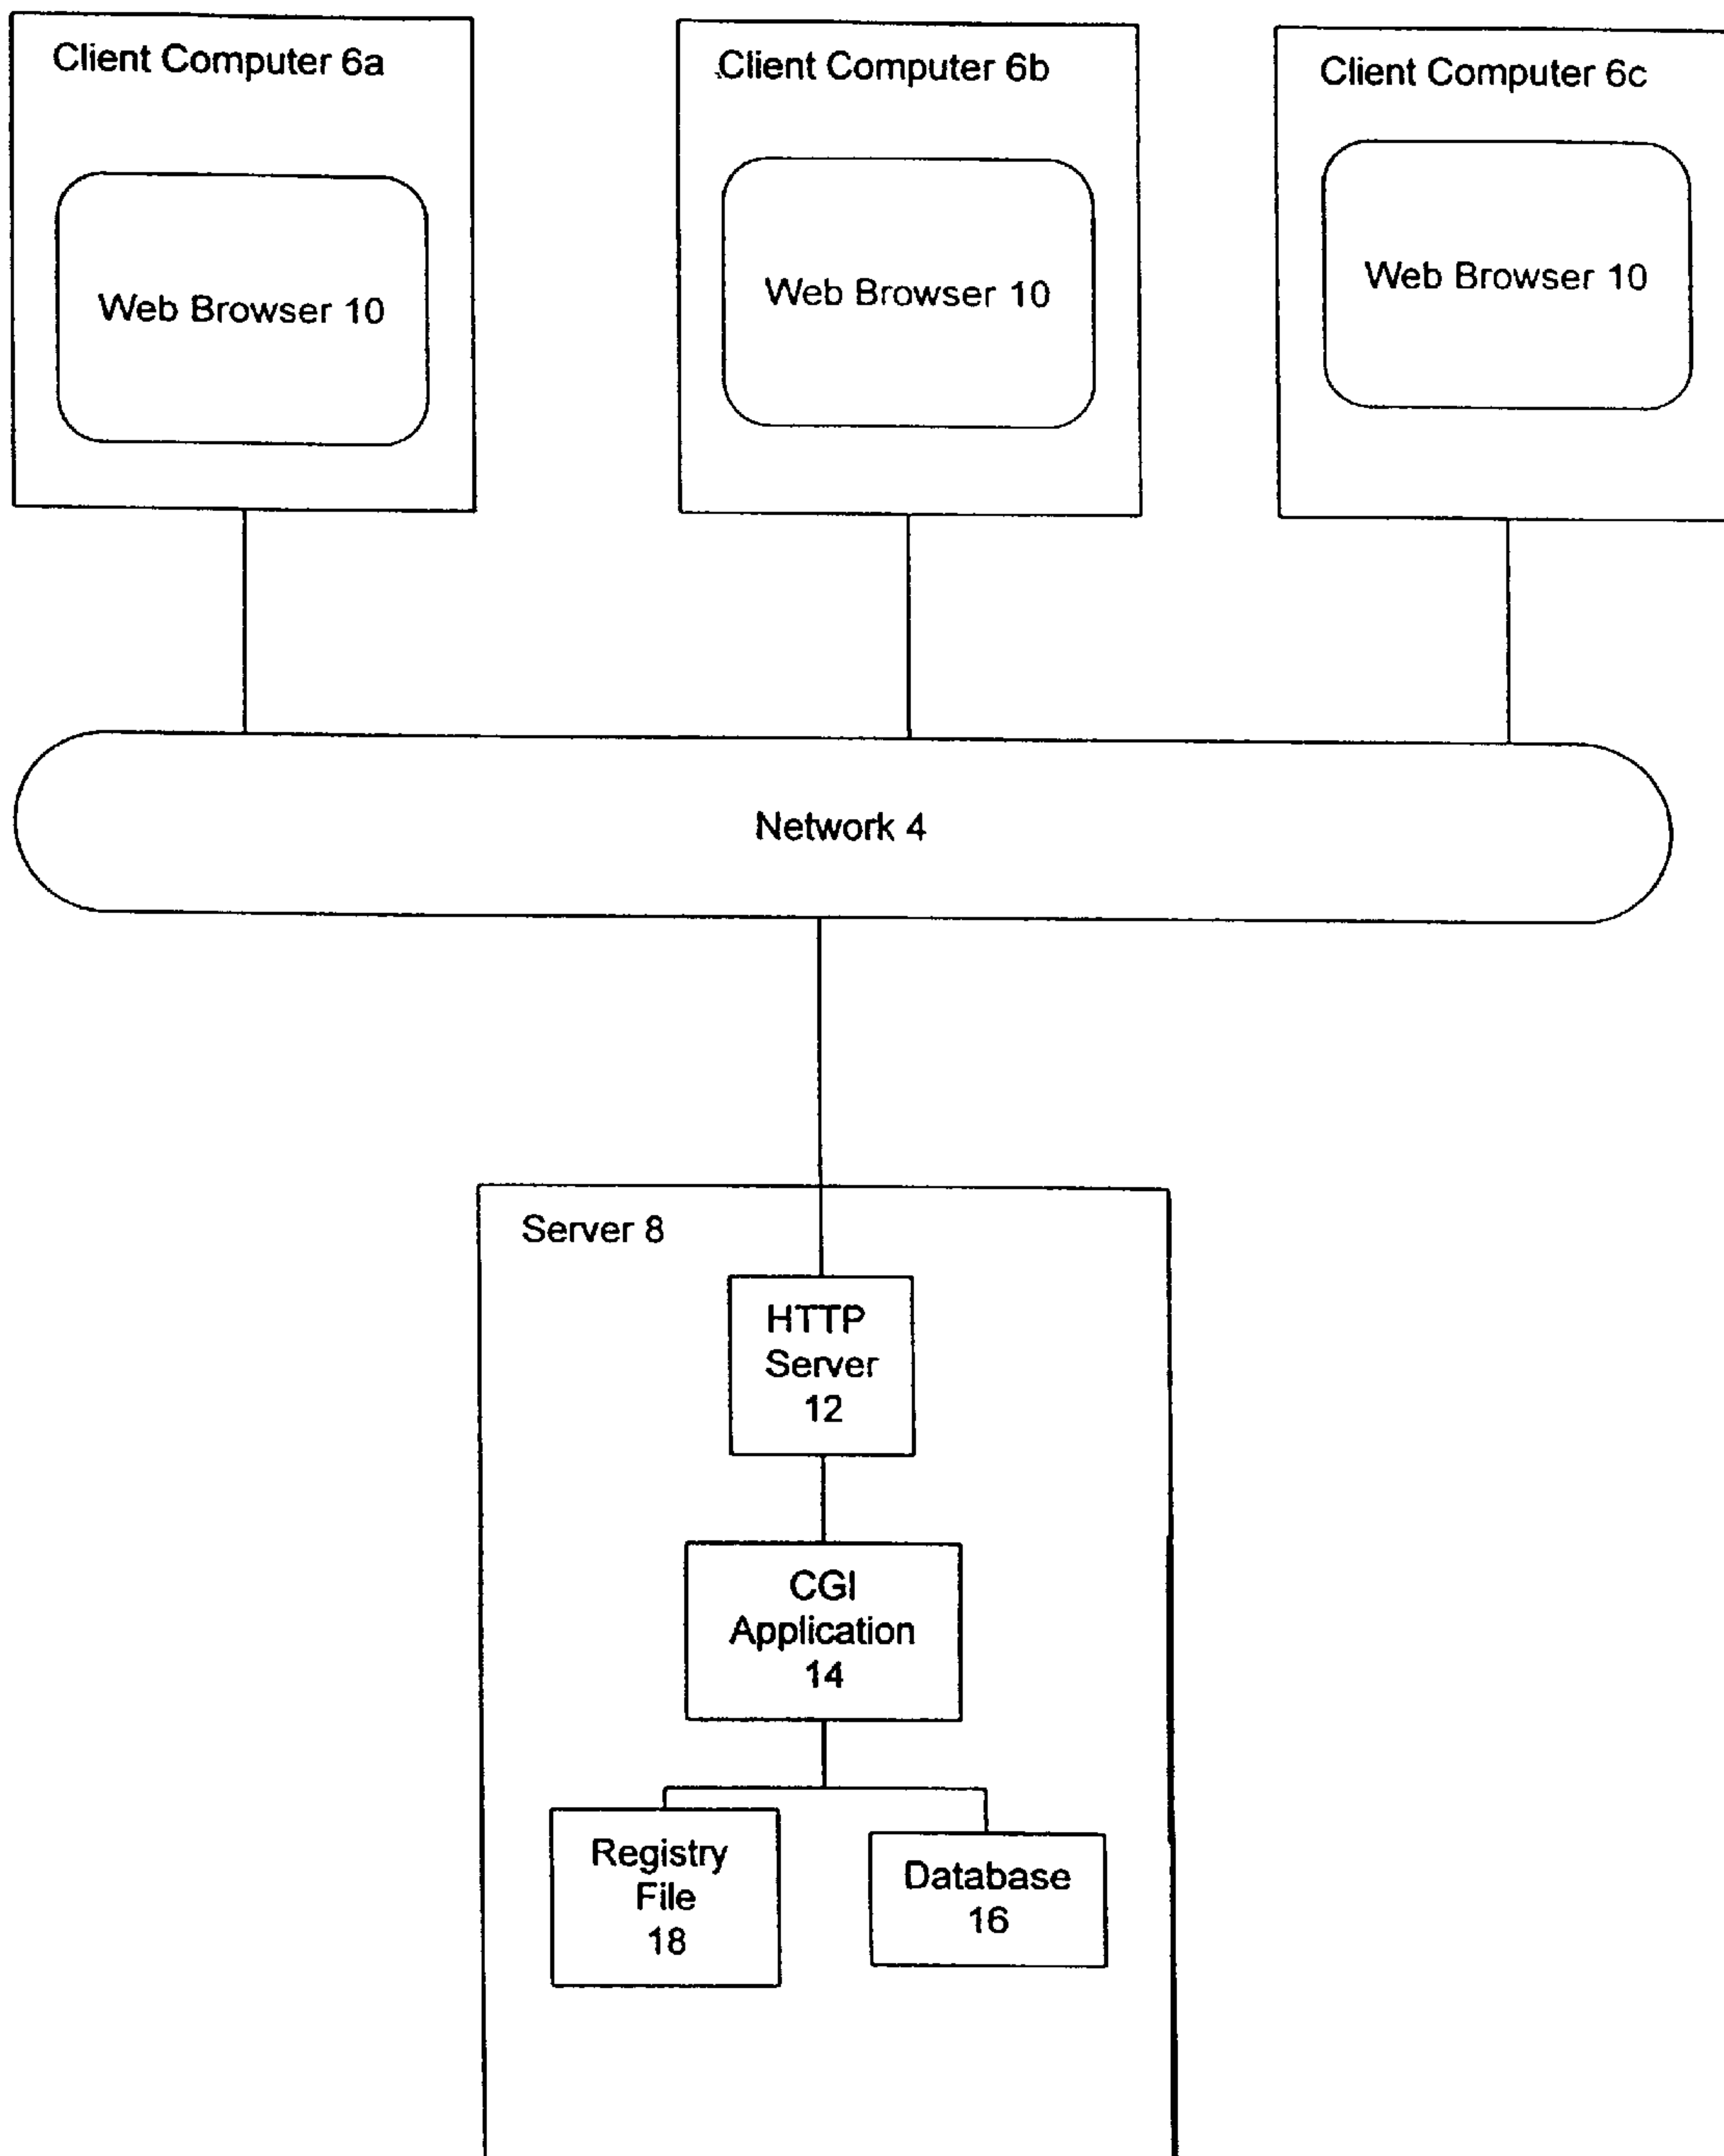 Client Computer 6a
Client Computer 6b
Client Computer 6c
Web Browser 10
Web Browser 10
Web Browser 10
Network 4
Server 8
HTTP
Server
12
CGI
Application
14
Registry
File
18
Database
16